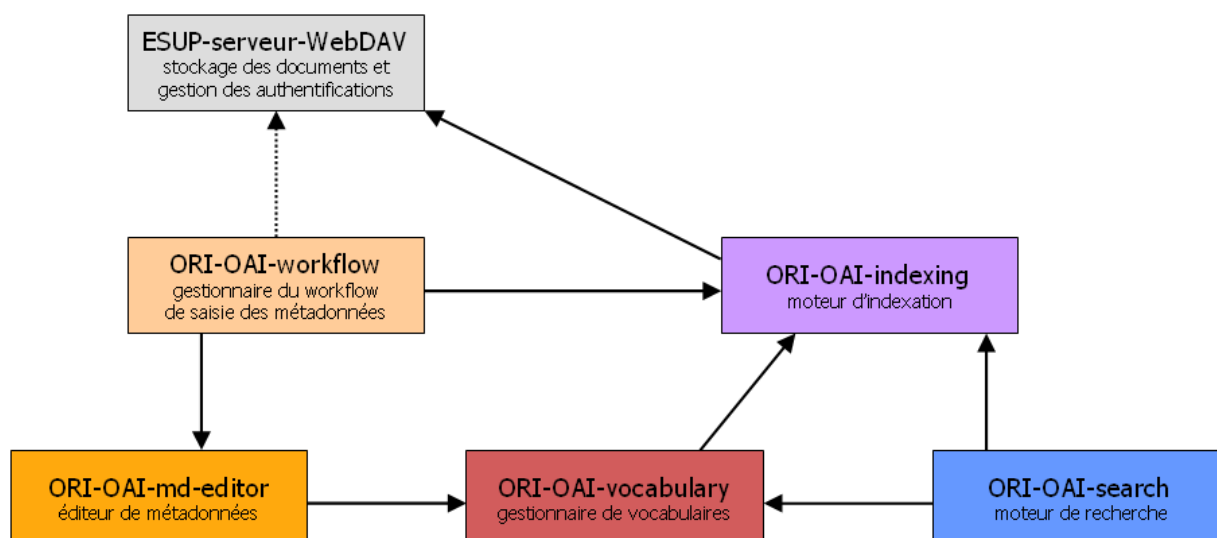 ESUP-serveur-WebDAV
stockage des documents et
gestion des authentifications
ORI-OAI-workflow
gestionnaire du workflow
de saisie des métadonnées
ORI-OAI-indexing
moteur d'indexation
ORI-OAI-md-editor
éditeur de métadonnées
ORI-OAI-vocabulary
gestionnaire de vocabulaires
ORI-OAI-search
moteur de recherche